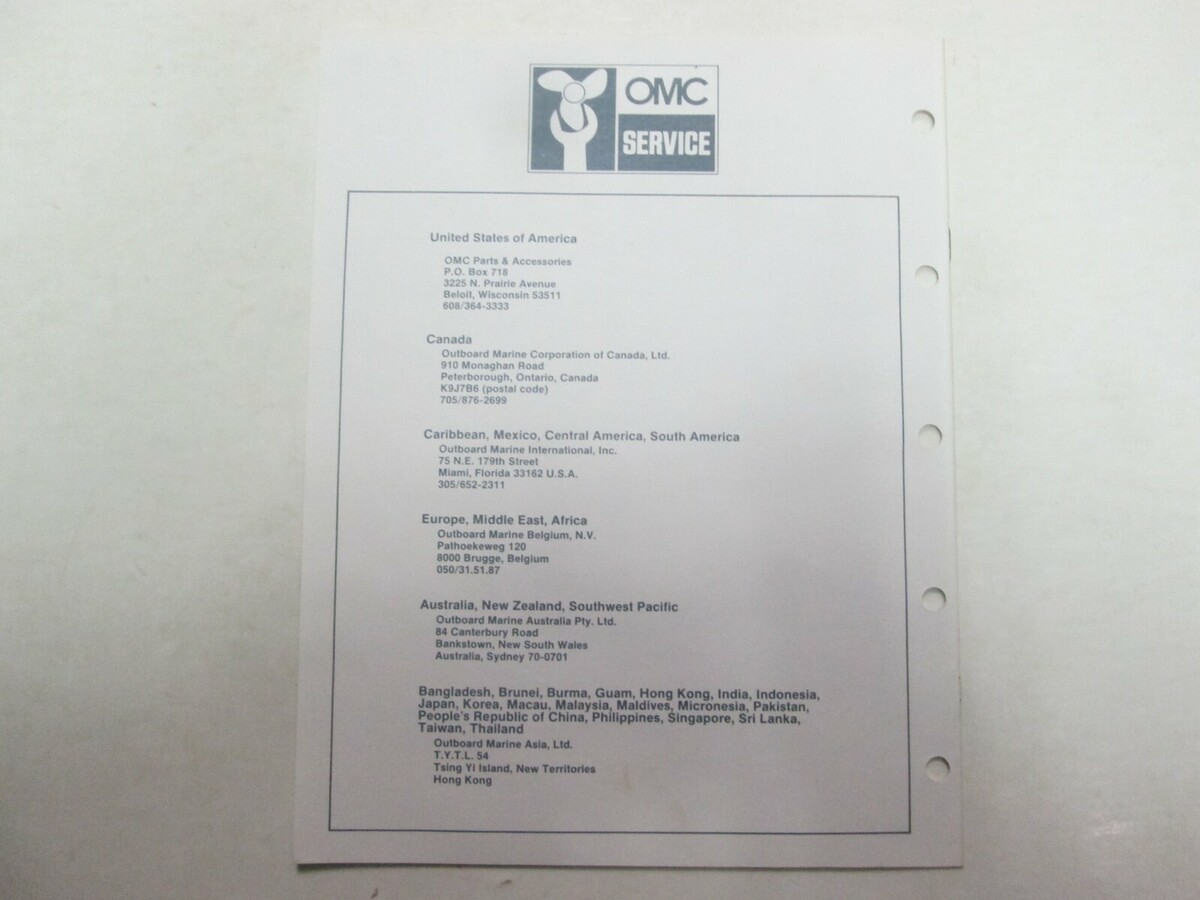 OMC
SERVICE
United States of America
OMC Parts & Accessories
P.O. Box 718
3225 N. Prairie Avenue
Beloit, Wisconsin 53511
608/364-3333
Canada
Outboard Marine Corporation of Canada, Ltd.
910 Monaghan Road
Peterborough, Ontario, Canada
K9J7B6 (postal code)
705/876-2699
Caribbean, Mexico, Central America, South America
Outboard Marine International, Inc.
75 N.E. 179th Street
Miami, Florida 33162 U.S.A.
305/652-2311
Europe, Middle East, Africa
Outboard Marine Belgium, N.V.
Pathoekeweg 120
8000 Brugge, Belgium
050/31.51.87
Australia, New Zealand, Southwest Pacific
Outboard Marine Australia Pty. Ltd.
84 Canterbury Road
Bankstown, New South Wales
Australia, Sydney 70-0701
Bangladesh, Brunei, Burma, Guam, Hong Kong, India, Indonesia,
Japan, Korea, Macau, Malaysia, Maldives, Micronesia, Pakistan,
People's Republic of China, Philippines, Singapore, Sri Lanka,
Taiwan, Thailand
Outboard Marine Asia, Ltd.
T.Y.T.L. 54
Tsing Yi Island, New Territories
Hong Kong